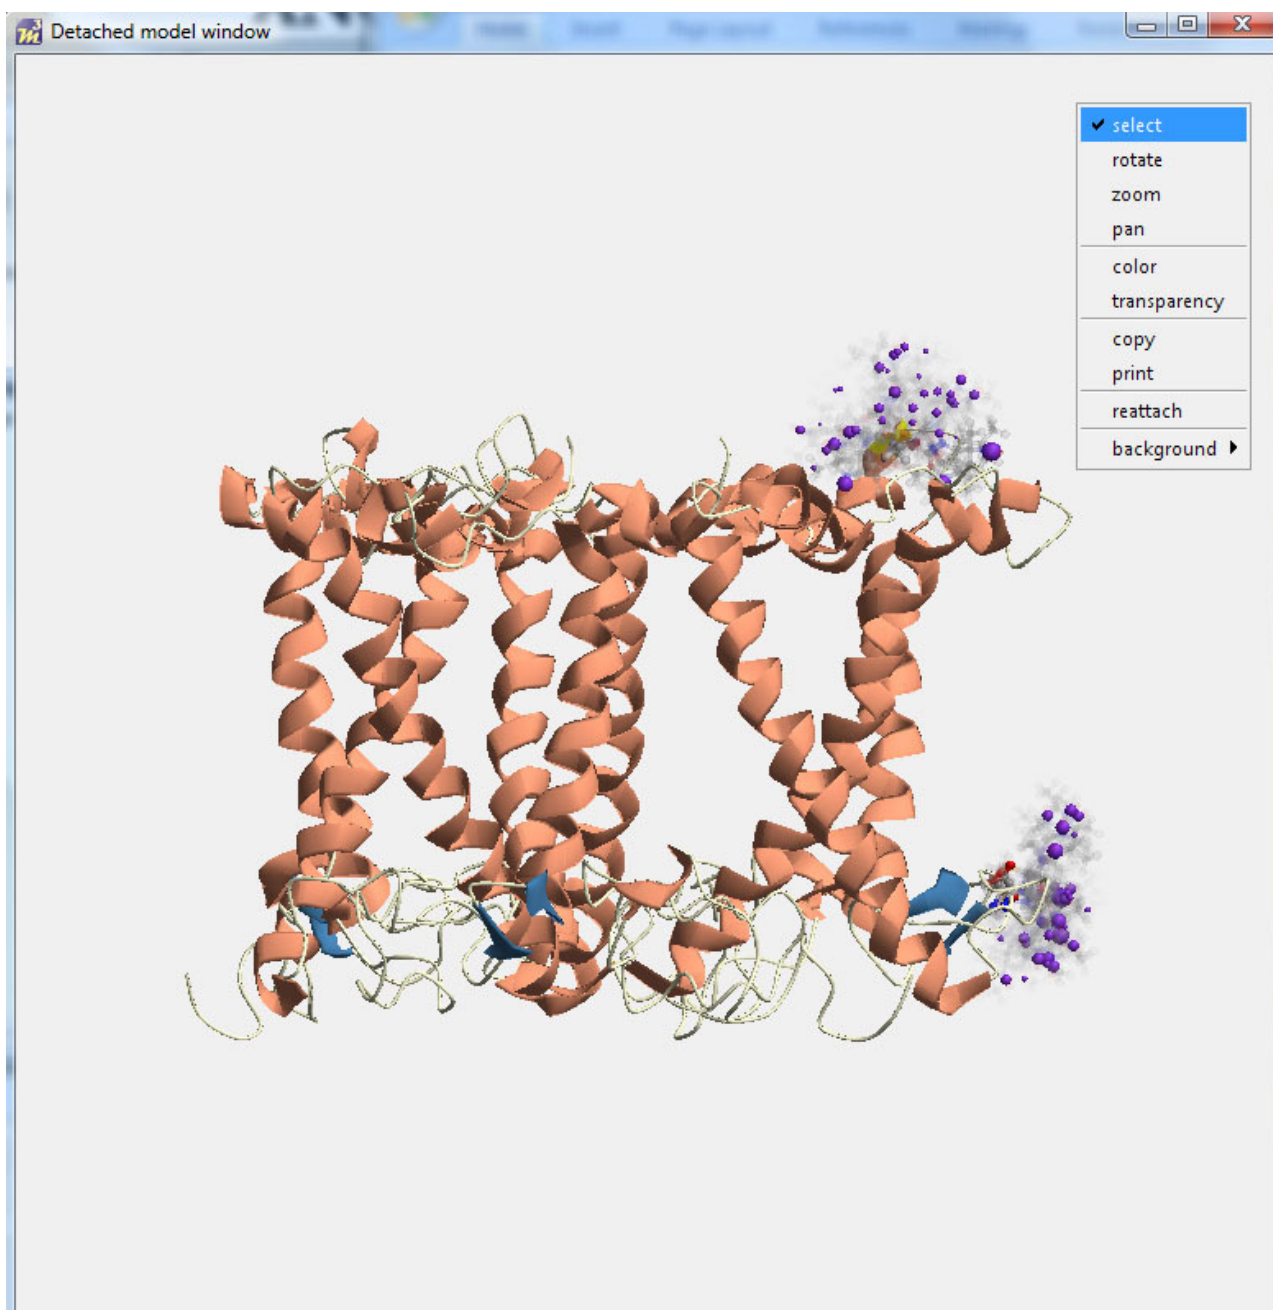 Detached model window
select
rotate
zoom
pan
color
transparency
copy
print
reattach
background